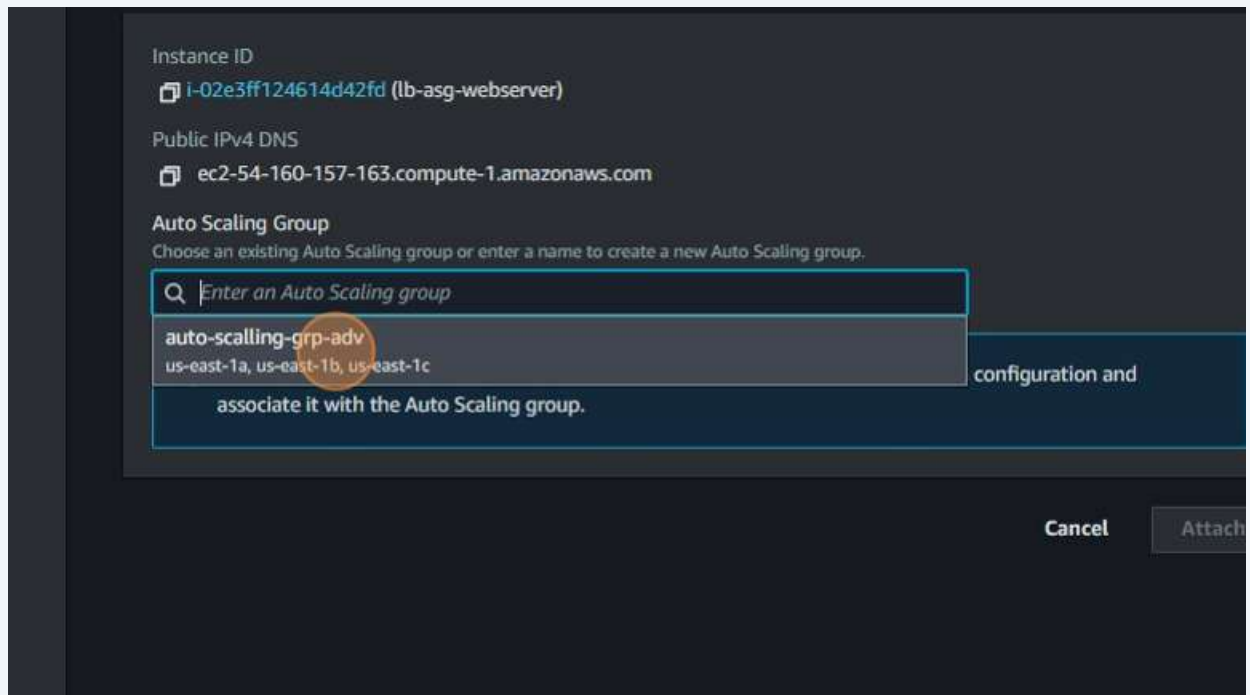 Instance ID
i-02e3ff124614d42fd (lb-asg-webserver)
Public IPv4 DNS
ec2-54-160-157-163.compute-1.amazonaws.com
Auto Scaling Group
Choose an existing Auto Scaling group or enter a name to create a new Auto Scaling group.
Enter an Auto Scaling group
auto-scalling-grp-adv
us-east-1a, us-east-1b, us-east-1c
configuration and
associate it with the Auto Scaling group.
Cancel Attach